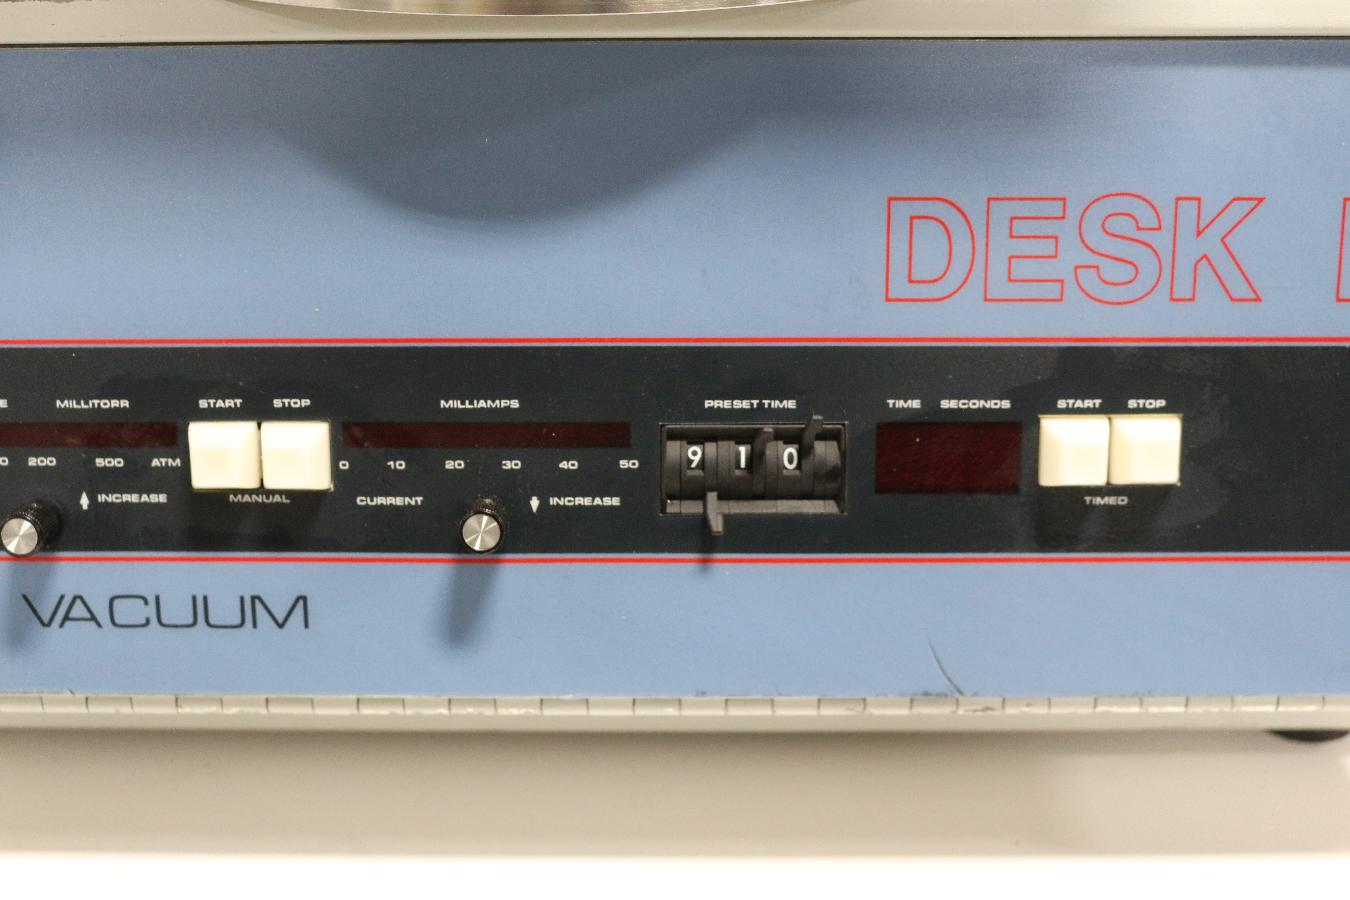 DESK
MILLITORR START STOP MILLIAMPS PRESET TIME TIME SECONDS START STOP
9 1 0
200 500 ATM 0 10 20 30 40 50
INCREASE MANUAL CURRENT INCREASE TIMED
VACUUM